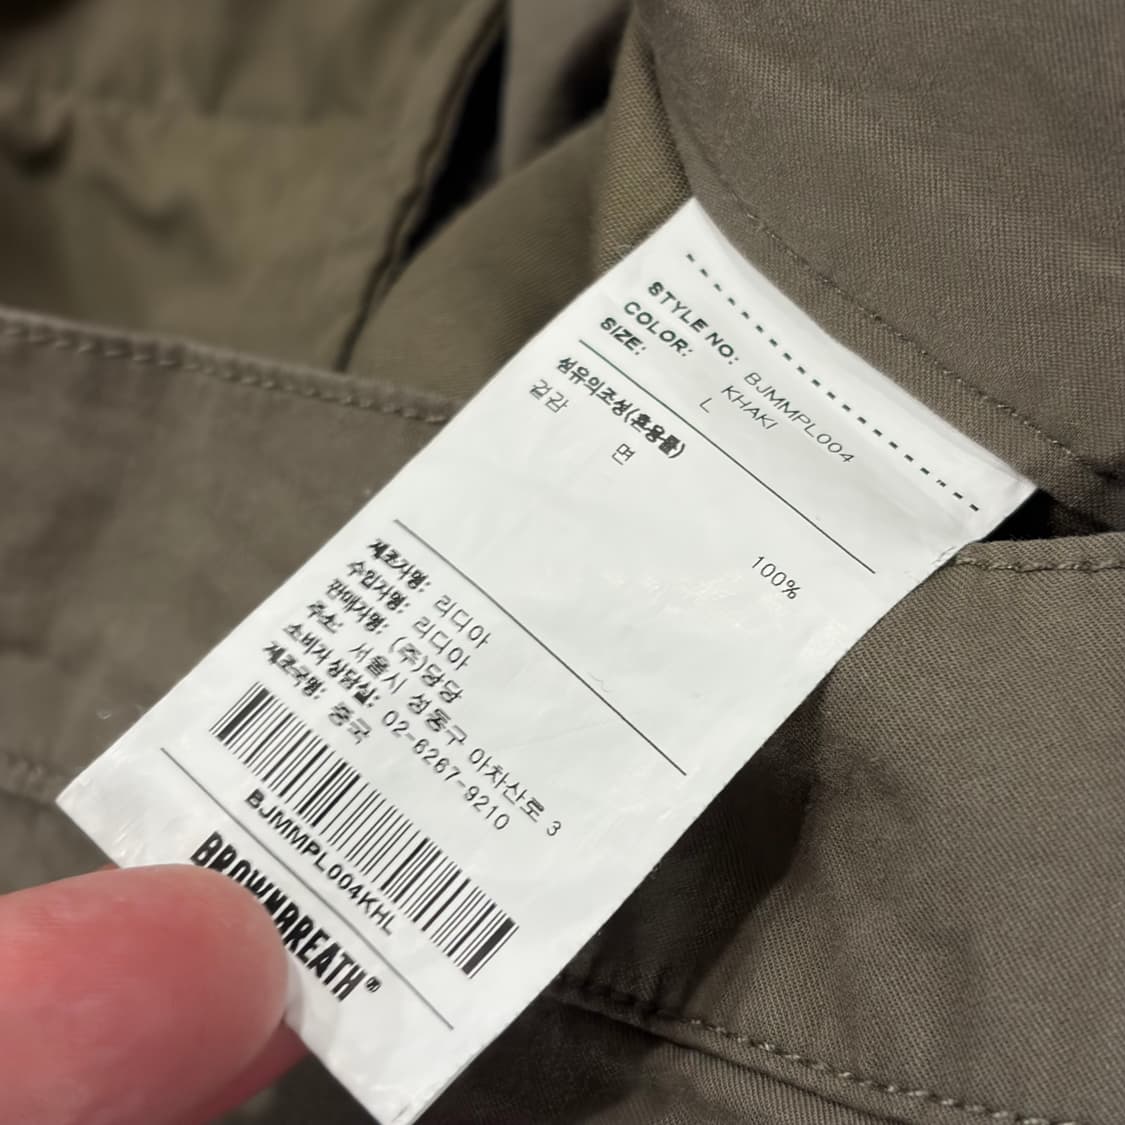 STYLE NO: BJMMPL004
COLOR: KHAKI
SIZE: L
섬유의조성(혼용률)
겉감 면 100%
제조자명: 리디아
수입자명: 리디아
판매자명: (주)당당
주소: 서울시 성동구 아차산로 3
소비자 상담실: 02-6267-9210
제조국명: 중국
BJMMPL004KHL
BROWNBREATH®